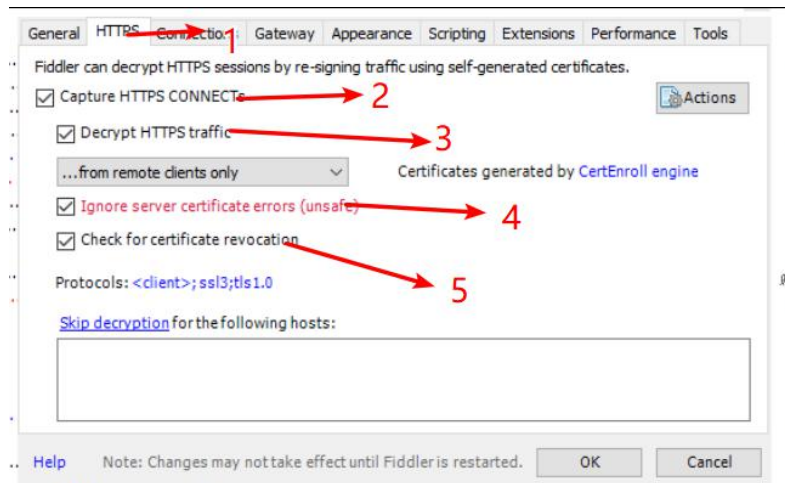 General HTTPS Connections Gateway Appearance Scripting Extensions Performance Tools
1
Fiddler can decrypt HTTPS sessions by re-signing traffic using self-generated certificates.
Capture HTTPS CONNECTs 2 Actions
Decrypt HTTPS traffic 3
...from remote clients only Certificates generated by CertEnroll engine
Ignore server certificate errors (unsafe) 4
Check for certificate revocation
5
Protocols: <client>;ssl3;tls1.0
Skip decryption for the following hosts:
Help Note: Changes may not take effect until Fiddler is restarted. OK Cancel